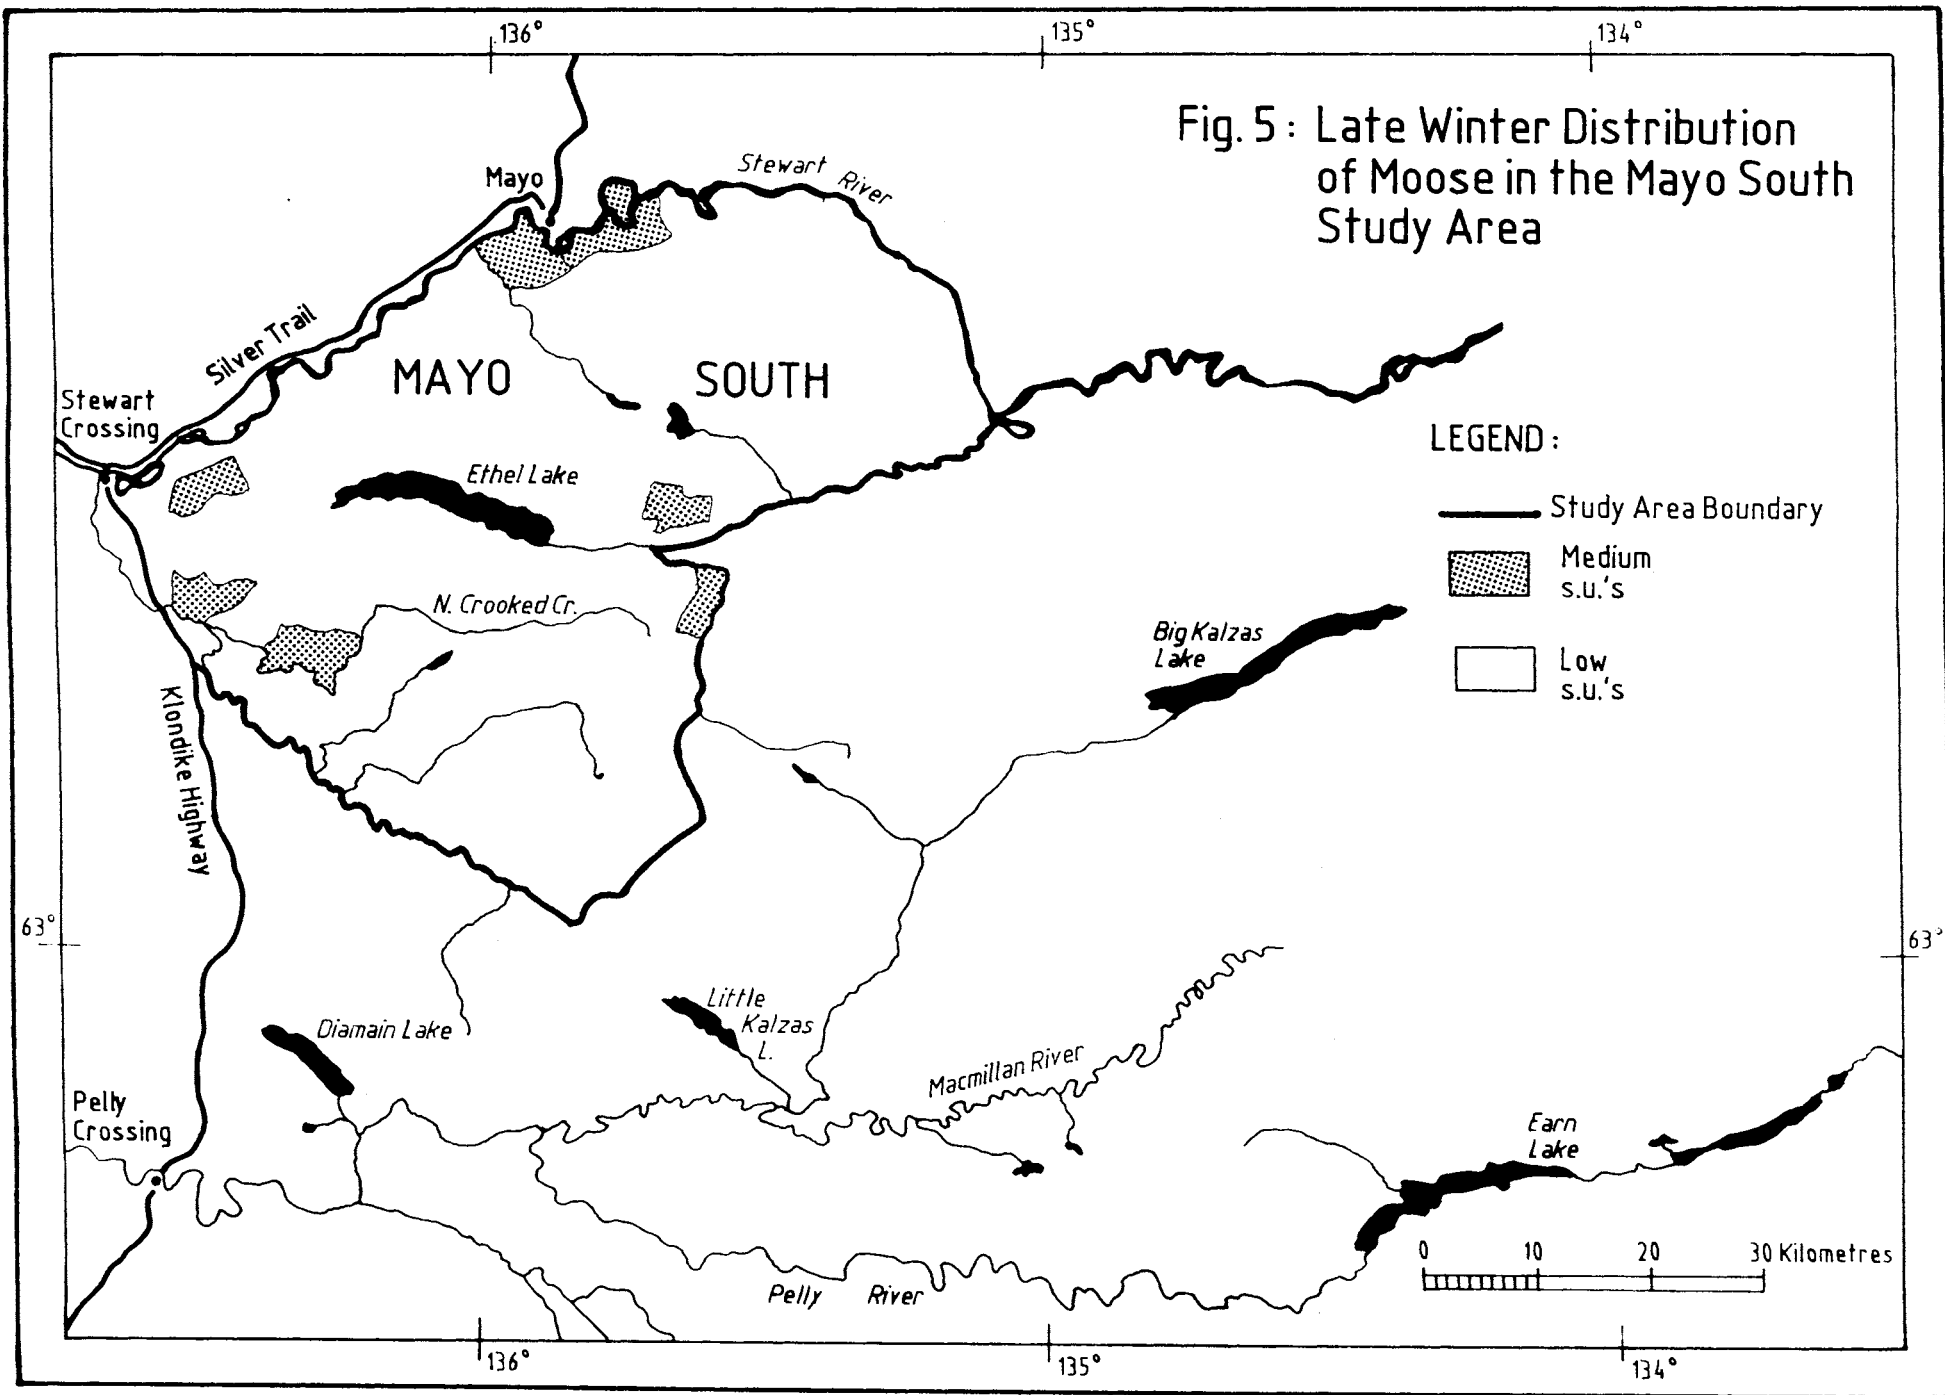 136°
135°
134°
Fig. 5 : Late Winter Distribution
of Moose in the Mayo South
Study Area
Stewart River
Mayo
Silver Trail
MAYO SOUTH
Stewart
Crossing
LEGEND :
Ethel Lake
Study Area Boundary
Medium
s.u.'s
N. Crooked Cr.
Big Kalzas
Lake
Low
s.u.'s
Klondike Highway
63°
63°
Little
Kalzas
L.
Diamain Lake
Macmillan River
Pelly
Crossing
Earn
Lake
0 10 20 30 Kilometres
Pelly River
136°
135°
134°